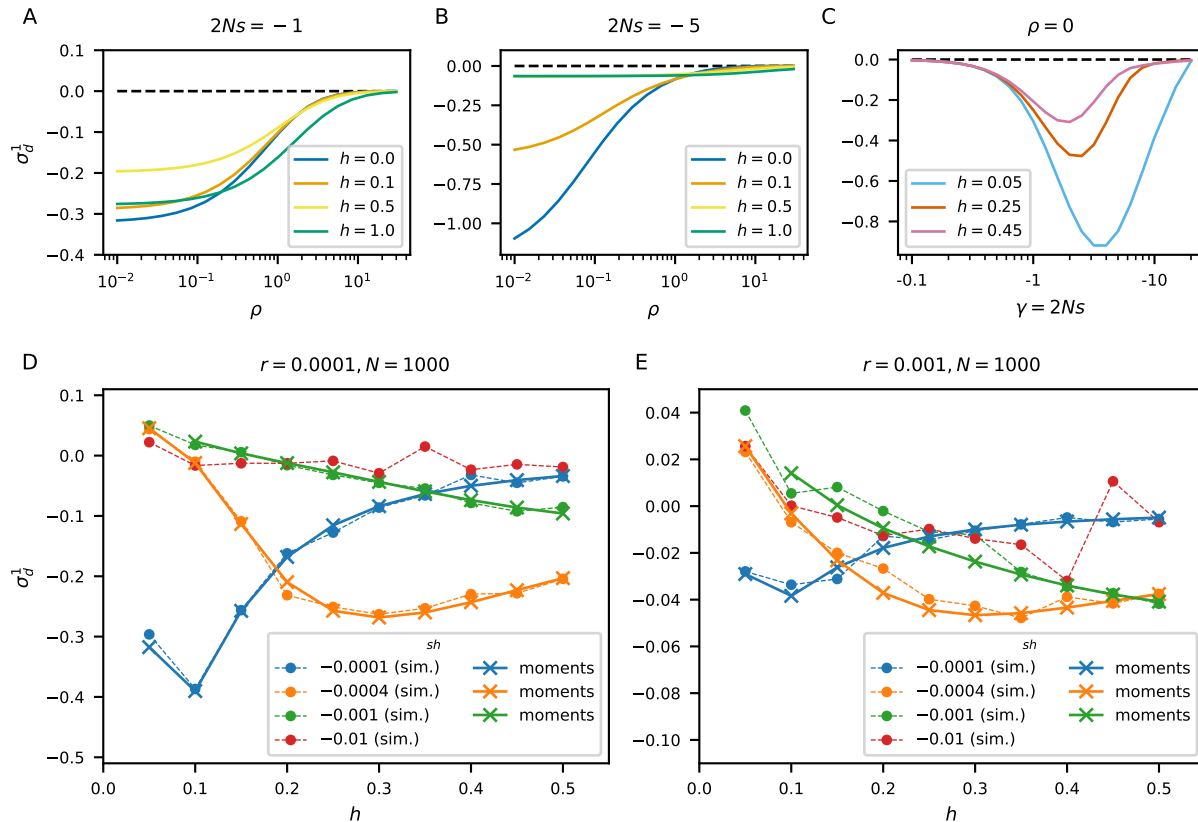 A
2Ns = −1
0.1
0.0
−0.1
−0.2
−0.3
−0.4
σ_d^1
10^−2
10^−1
10^0
10^1
ρ
h = 0.0
h = 0.1
h = 0.5
h = 1.0
B
2Ns = −5
0.00
−0.25
−0.50
−0.75
−1.00
10^−2
10^−1
10^0
10^1
ρ
h = 0.0
h = 0.1
h = 0.5
h = 1.0
C
ρ = 0
0.0
−0.2
−0.4
−0.6
−0.8
-0.1
-1
-10
γ = 2Ns
h = 0.05
h = 0.25
h = 0.45
D
r = 0.0001, N = 1000
0.1
0.0
−0.1
−0.2
−0.3
−0.4
−0.5
σ_d^1
0.0
0.1
0.2
0.3
0.4
0.5
h
sh
−0.0001 (sim.)
−0.0004 (sim.)
−0.001 (sim.)
−0.01 (sim.)
moments
moments
moments
E
r = 0.001, N = 1000
0.04
0.02
0.00
−0.02
−0.04
−0.06
−0.08
−0.10
0.0
0.1
0.2
0.3
0.4
0.5
h
sh
−0.0001 (sim.)
−0.0004 (sim.)
−0.001 (sim.)
−0.01 (sim.)
moments
moments
moments